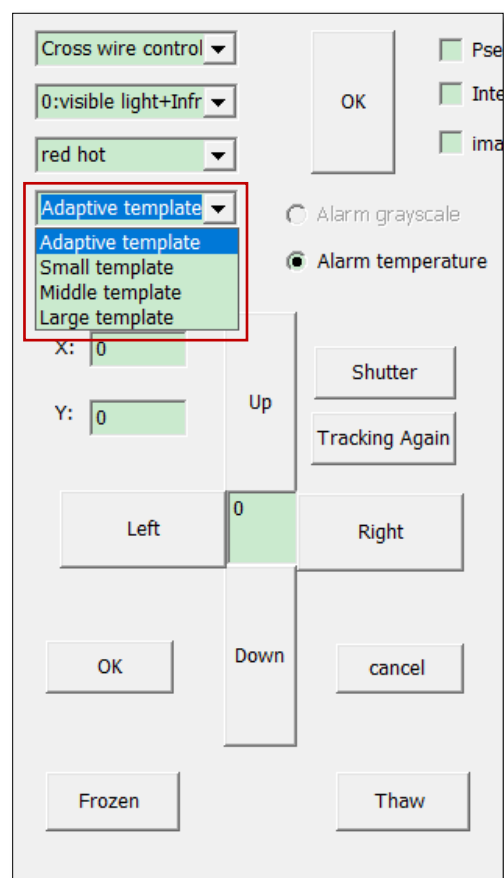 Cross wire control
0:visible light+Infr
red hot
OK
Pse
Inte
ima
Adaptive template
Adaptive template
Small template
Middle template
Large template
Alarm grayscale
Alarm temperature
X: 0
Y: 0
Up
Shutter
Tracking Again
Left
0
Right
Down
OK
cancel
Frozen
Thaw